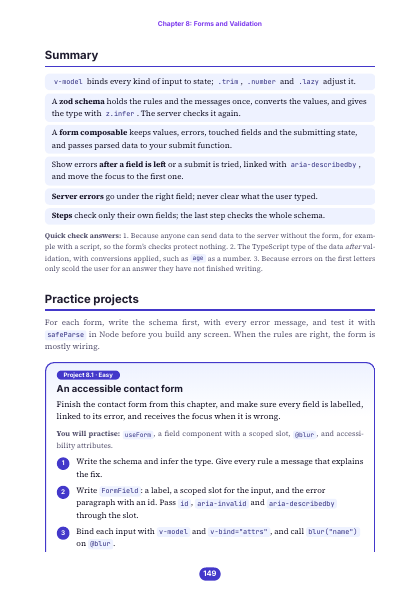 Chapter 8: Forms and Validation
Summary
v-model binds every kind of input to state; .trim, .number and .lazy adjust it.
A zod schema holds the rules and the messages once, converts the values, and gives
the type with z.infer. The server checks it again.
A form composable keeps values, errors, touched fields and the submitting state,
and passes parsed data to your submit function.
Show errors after a field is left or a submit is tried, linked with aria-describedby,
and move the focus to the first one.
Server errors go under the right field; never clear what the user typed.
Steps check only their own fields; the last step checks the whole schema.
Quick check answers: 1. Because anyone can send data to the server without the form, for exam-
ple with a script, so the form's checks protect nothing. 2. The TypeScript type of the data after val-
idation, with conversions applied, such as age as a number. 3. Because errors on the first letters
only scold the user for an answer they have not finished writing.
Practice projects
For each form, write the schema first, with every error message, and test it with
safeParse in Node before you build any screen. When the rules are right, the form is
mostly wiring.
Project 8.1 · Easy
An accessible contact form
Finish the contact form from this chapter, and make sure every field is labelled,
linked to its error, and receives the focus when it is wrong.
You will practise: useForm, a field component with a scoped slot, @blur, and accessi-
bility attributes.
1 Write the schema and infer the type. Give every rule a message that explains
the fix.
2 Write FormField: a label, a scoped slot for the input, and the error
paragraph with an id. Pass id, aria-invalid and aria-describedby
through the slot.
3 Bind each input with v-model and v-bind="attrs", and call blur("name")
on @blur.
149